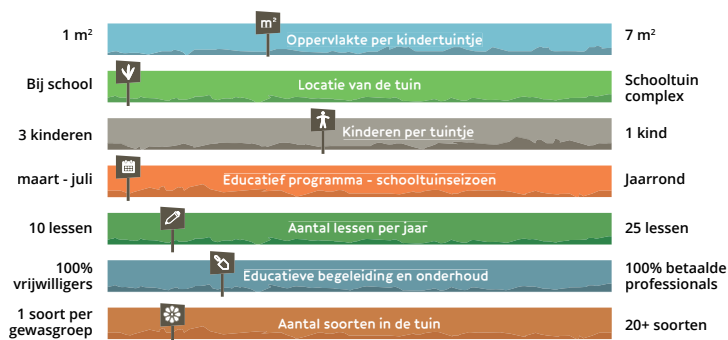 1 m²
m²
Oppervlakte per kindertuintje
7 m²
Bij school
Locatie van de tuin
Schooltuin
complex
3 kinderen
Kinderen per tuintje
1 kind
maart - juli
Educatief programma - schooltuinseizoen
Jaarrond
10 lessen
Aantal lessen per jaar
25 lessen
100%
vrijwilligers
Educatieve begeleiding en onderhoud
100% betaalde
professionals
1 soort per
gewasgroep
Aantal soorten in de tuin
20+ soorten